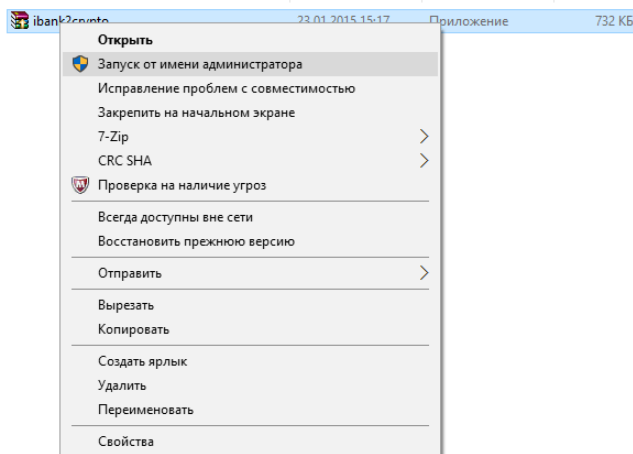 ibank2crypto 23.01.2015 15:17 Приложение 732 КБ
Открыть
Запуск от имени администратора
Исправление проблем с совместимостью
Закрепить на начальном экране
7-Zip
CRC SHA
Проверка на наличие угроз
Всегда доступны вне сети
Восстановить прежнюю версию
Отправить
Вырезать
Копировать
Создать ярлык
Удалить
Переименовать
Свойства